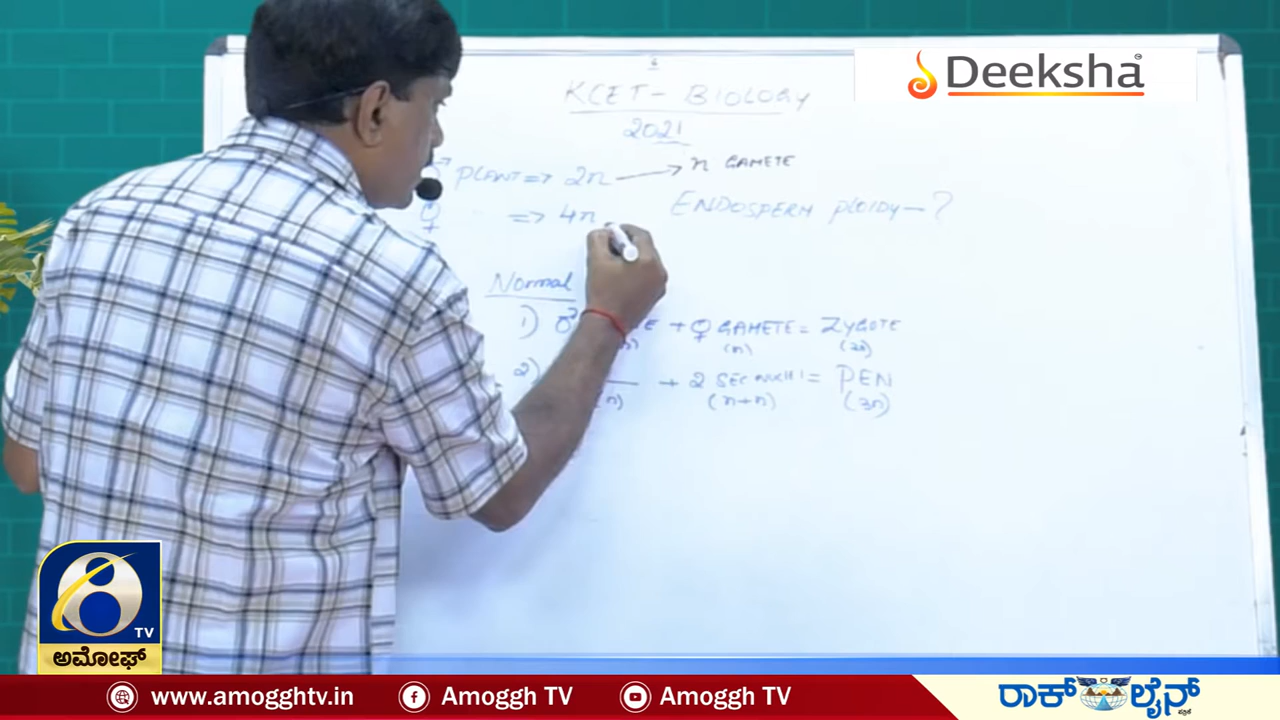 Deeksha
KCET - BIOLOGY
2021
♂ PLANT => 2n → n GAMETE
♀ => 4n
ENDOSPERM PLOIDY - ?
Normal
1) ♂ + ♀ GAMETE = ZYGOTE
(n) (2n)
2) + 2 SEC NUCLEI = PEN
(n) (n+n) (3n)
TV
ಅಮೋಘ್
www.amogghtv.in Amoggh TV Amoggh TV
ರಾಕ್ ಲೈನ್